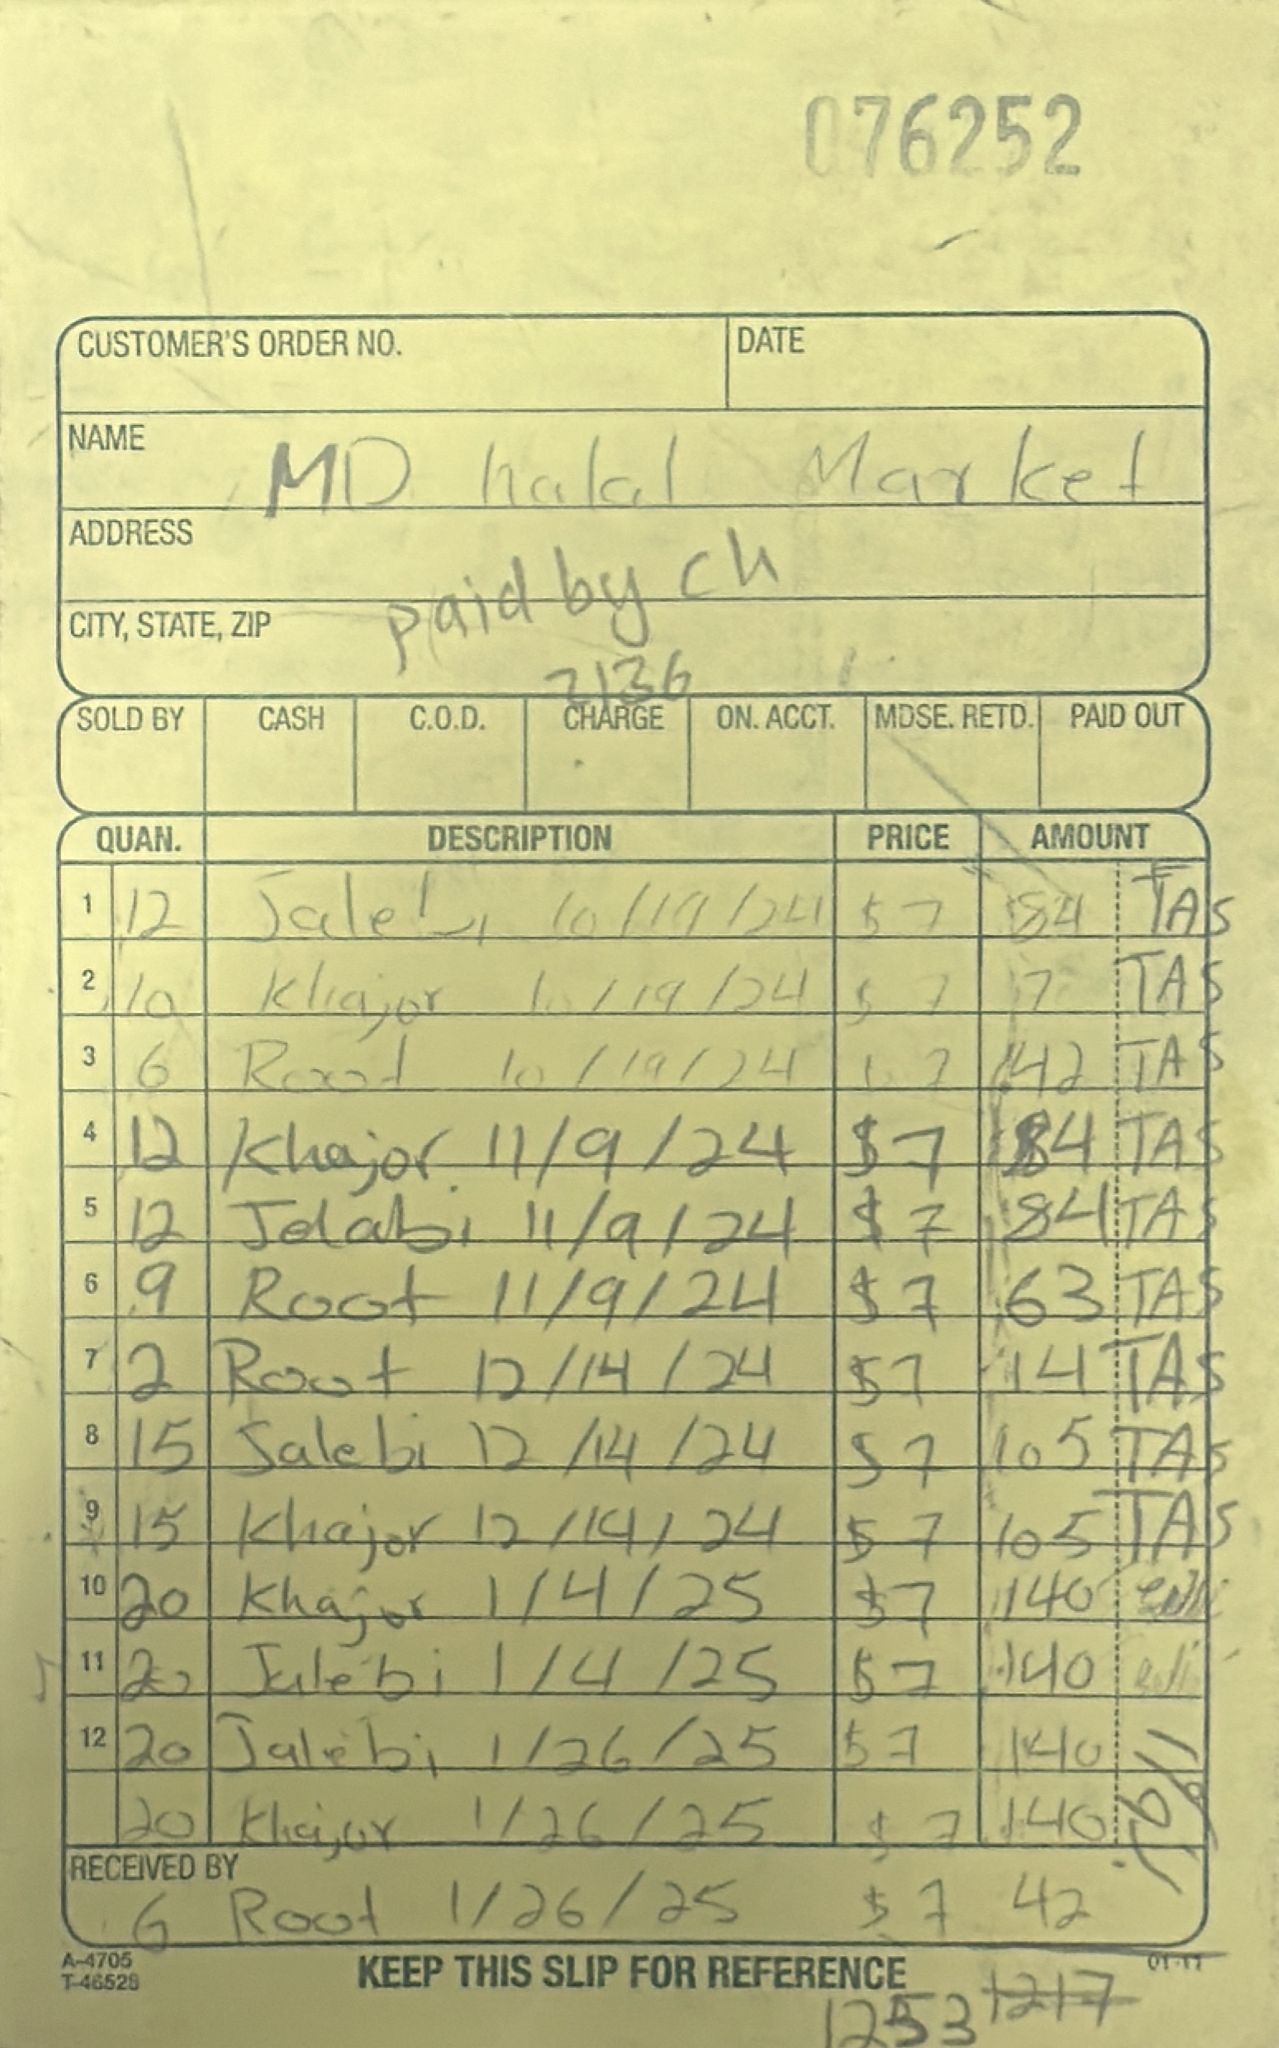 076252
CUSTOMER'S ORDER NO. DATE
NAME MD halal Market
ADDRESS
paid by ch
CITY, STATE, ZIP
2136
SOLD BY CASH C.O.D. CHARGE ON. ACCT. MDSE. RETD. PAID OUT
QUAN. DESCRIPTION PRICE AMOUNT
1 12 Jalebi 10/19/24 $7 84 TAS
2 10 Khajor 10/19/24 $7 7 TAS
3 6 Root 10/19/24 7 42 TAS
4 12 Khajor 11/9/24 $7 84 TAS
5 12 Jelabi 11/9/24 $7 84 TAS
6 9 Root 11/9/24 $7 63 TAS
7 2 Root 12/14/24 $7 14 TAS
8 15 Jalebi 12/14/24 $7 105 TAS
9 15 Khajor 12/14/24 $7 105 TAS
10 20 Khajor 1/4/25 $7 140
11 20 Jalebi 1/4/25 $7 140
12 20 Jalebi 1/26/25 $7 140
20 Khajor 1/26/25 $7 140
RECEIVED BY
6 Root 1/26/25 $7 42
A-4705
T-46528
KEEP THIS SLIP FOR REFERENCE
01-17
1253 1217